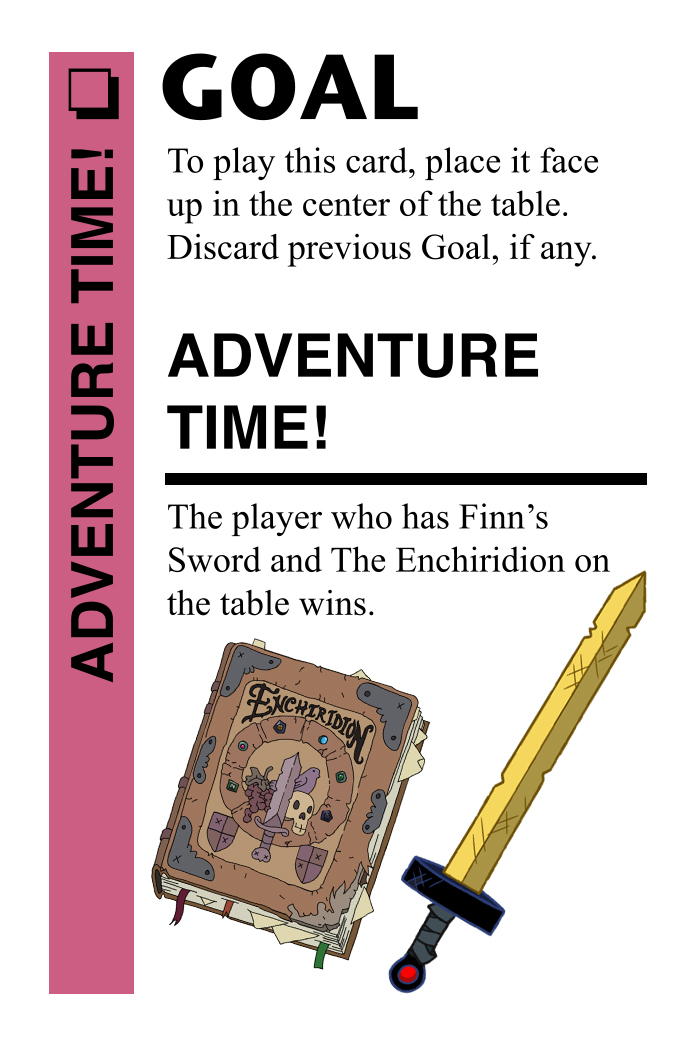 ADVENTURE TIME!
GOAL
To play this card, place it face
up in the center of the table.
Discard previous Goal, if any.
ADVENTURE
TIME!
The player who has Finn’s
Sword and The Enchiridion on
the table wins.
ENCHIRIDION